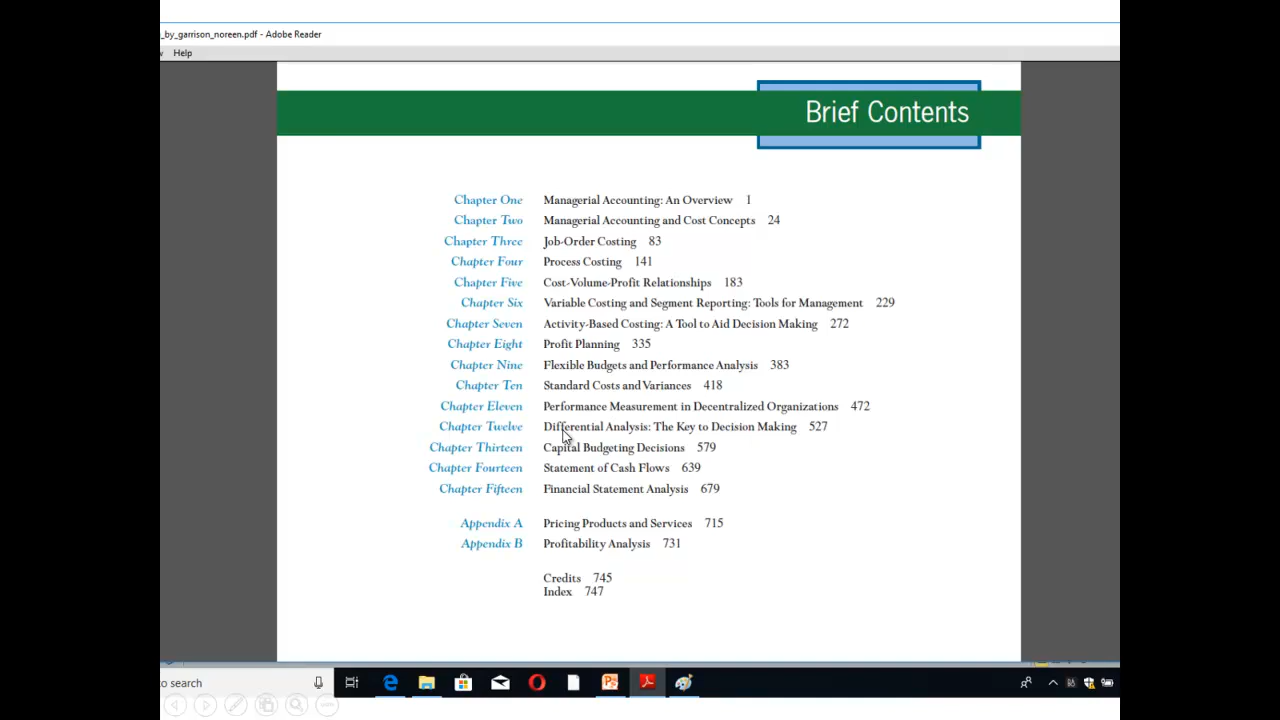 _by_garrison_noreen.pdf - Adobe Reader
Help
Brief Contents
Chapter One Managerial Accounting: An Overview 1
Chapter Two Managerial Accounting and Cost Concepts 24
Chapter Three Job-Order Costing 83
Chapter Four Process Costing 141
Chapter Five Cost-Volume-Profit Relationships 183
Chapter Six Variable Costing and Segment Reporting: Tools for Management 229
Chapter Seven Activity-Based Costing: A Tool to Aid Decision Making 272
Chapter Eight Profit Planning 335
Chapter Nine Flexible Budgets and Performance Analysis 383
Chapter Ten Standard Costs and Variances 418
Chapter Eleven Performance Measurement in Decentralized Organizations 472
Chapter Twelve Differential Analysis: The Key to Decision Making 527
Chapter Thirteen Capital Budgeting Decisions 579
Chapter Fourteen Statement of Cash Flows 639
Chapter Fifteen Financial Statement Analysis 679
Appendix A Pricing Products and Services 715
Appendix B Profitability Analysis 731
Credits 745
Index 747
to search